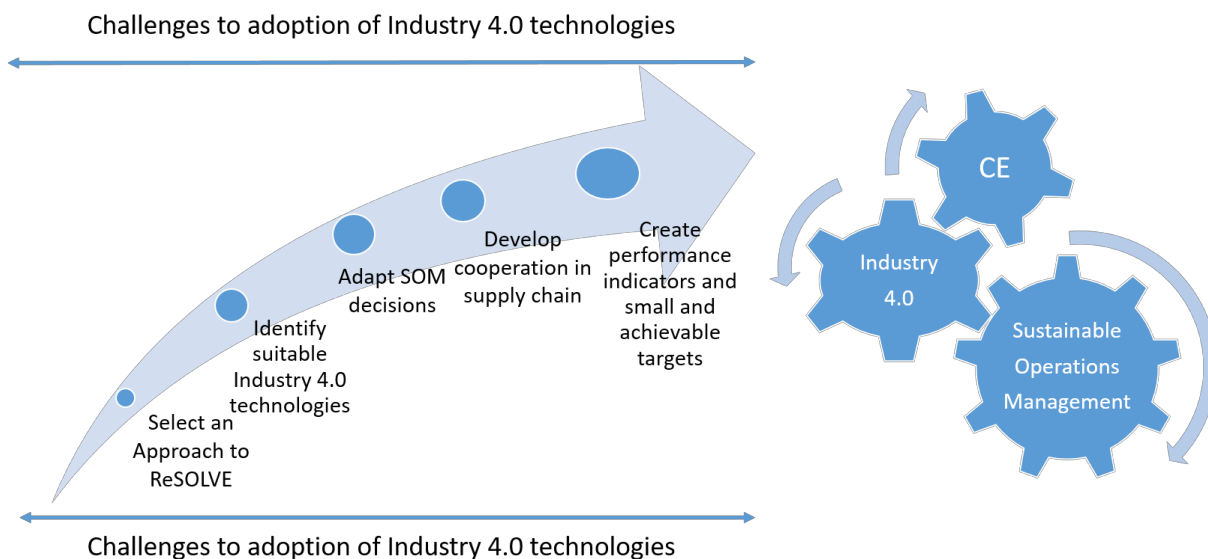 Challenges to adoption of Industry 4.0 technologies
Select an
Approach to
ReSOLVE
Identify
suitable
Industry 4.0
technologies
Adapt SOM
decisions
Develop
cooperation in
supply chain
Create
performance
indicators and
small and
achievable
targets
CE
Industry
4.0
Sustainable
Operations
Management
Challenges to adoption of Industry 4.0 technologies